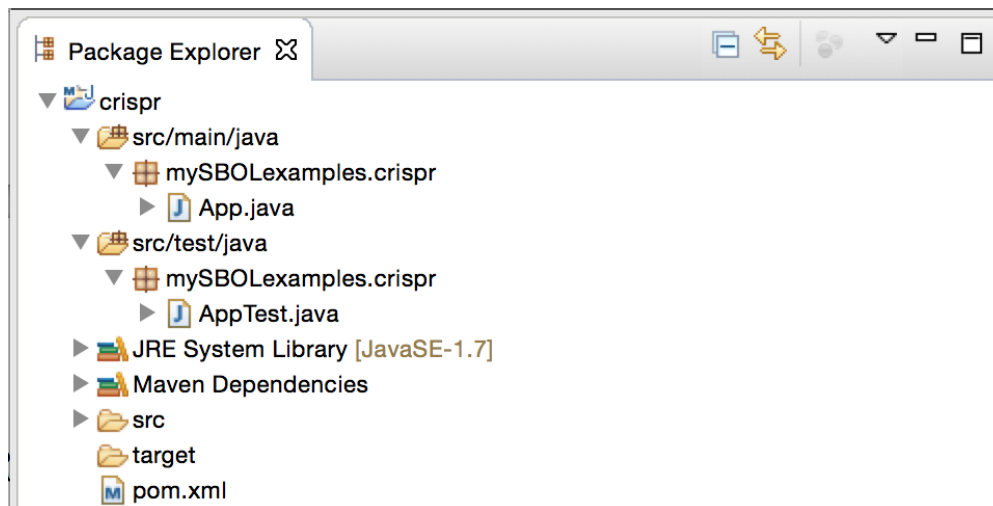 Package Explorer
crispr
src/main/java
mySBOLexamples.crispr
App.java
src/test/java
mySBOLexamples.crispr
AppTest.java
JRE System Library [JavaSE-1.7]
Maven Dependencies
src
target
pom.xml